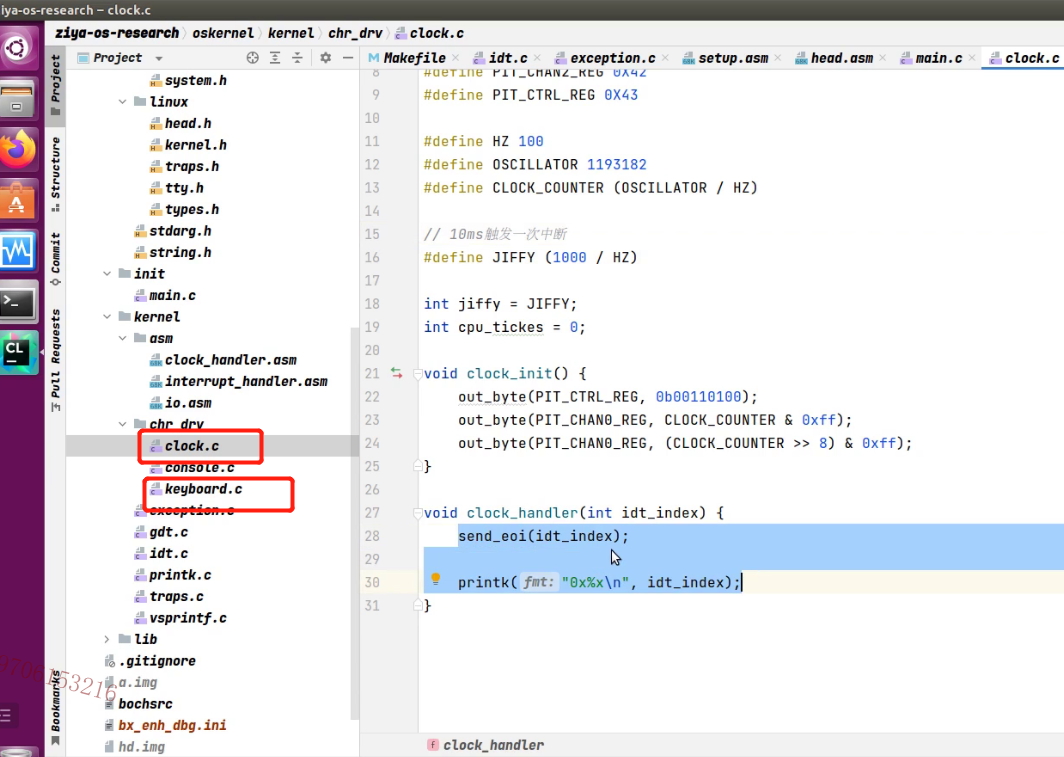 iya-os-research – clock.c
ziya-os-research oskernel kernel chr_drv clock.c
Project
Makefile idt.c exception.c setup.asm head.asm main.c clock.c
Project
Structure
Commit
Pull Requests
Bookmarks
system.h
linux
head.h
kernel.h
traps.h
tty.h
types.h
stdarg.h
string.h
init
main.c
kernel
asm
clock_handler.asm
interrupt_handler.asm
io.asm
chr_drv
clock.c
console.c
keyboard.c
exception.c
gdt.c
idt.c
printk.c
traps.c
vsprintf.c
lib
.gitignore
a.img
bochsrc
bx_enh_dbg.ini
hd.img
8 #define PIT_CHAN2_REG 0X42
9 #define PIT_CTRL_REG 0X43
10
11 #define HZ 100
12 #define OSCILLATOR 1193182
13 #define CLOCK_COUNTER (OSCILLATOR / HZ)
14
15 // 10ms触发一次中断
16 #define JIFFY (1000 / HZ)
17
18 int jiffy = JIFFY;
19 int cpu_tickes = 0;
20
21 void clock_init() {
22 out_byte(PIT_CTRL_REG, 0b00110100);
23 out_byte(PIT_CHAN0_REG, CLOCK_COUNTER & 0xff);
24 out_byte(PIT_CHAN0_REG, (CLOCK_COUNTER >> 8) & 0xff);
25 }
26
27 void clock_handler(int idt_index) {
28 send_eoi(idt_index);
29
30 printk( fmt: "0x%x\n", idt_index);
31 }
clock_handler